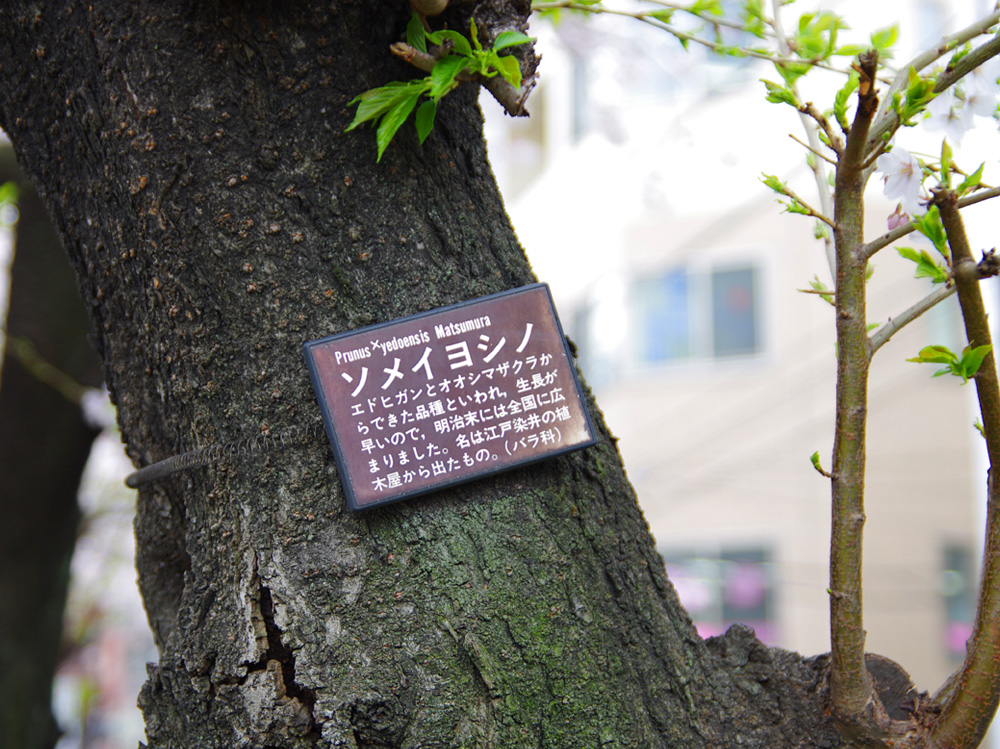 Prunus×yedoensis Matsumura
ソメイヨシノ
エドヒガンとオオシマザクラか
らできた品種といわれ，生長が
早いので，明治末には全国に広
まりました。名は江戸染井の植
木屋から出たもの。（バラ科）